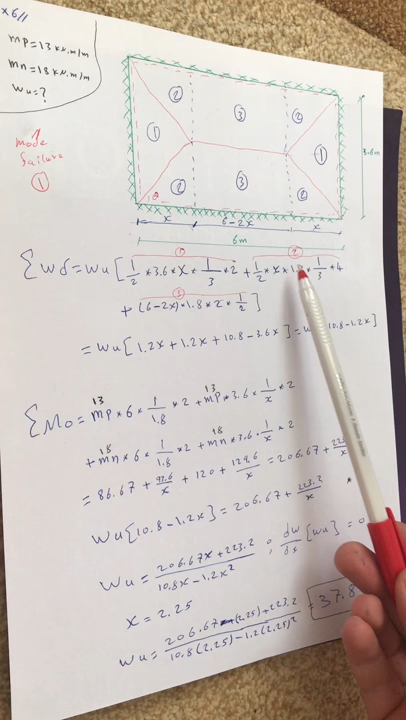 x6//
mp=13 kN.m/m
mn=18 kN.m/m
wu=?
mode
failure
①
② ③ ②
① ①
② ③ ②
θ
3.6m
x 6-2x x
6m
① ②
Σwδ=wu[1/2*3.6*x*1/3*2+1/2*x*1.8*1/3*4
③
+(6-2x)*1.8*2*1/2]
=wu[1.2x+1.2x+10.8-3.6x]=wu[10.8-1.2x]
13 13
ΣMθ=mp*6*1/1.8*2+mp*3.6*1/x*2
18 18
+mn*6*1/1.8*2+mn*3.6*1/x*2
=86.67+93.6/x+120+129.6/x=206.67+223.2/x
wu[10.8-1.2x]=206.67+223.2/x
wu=206.67x+223.2/10.8x-1.2x² ; dw/dx[wu]=0
x=2.25
wu=206.67(2.25)+223.2/10.8(2.25)-1.2(2.25)²=37.8